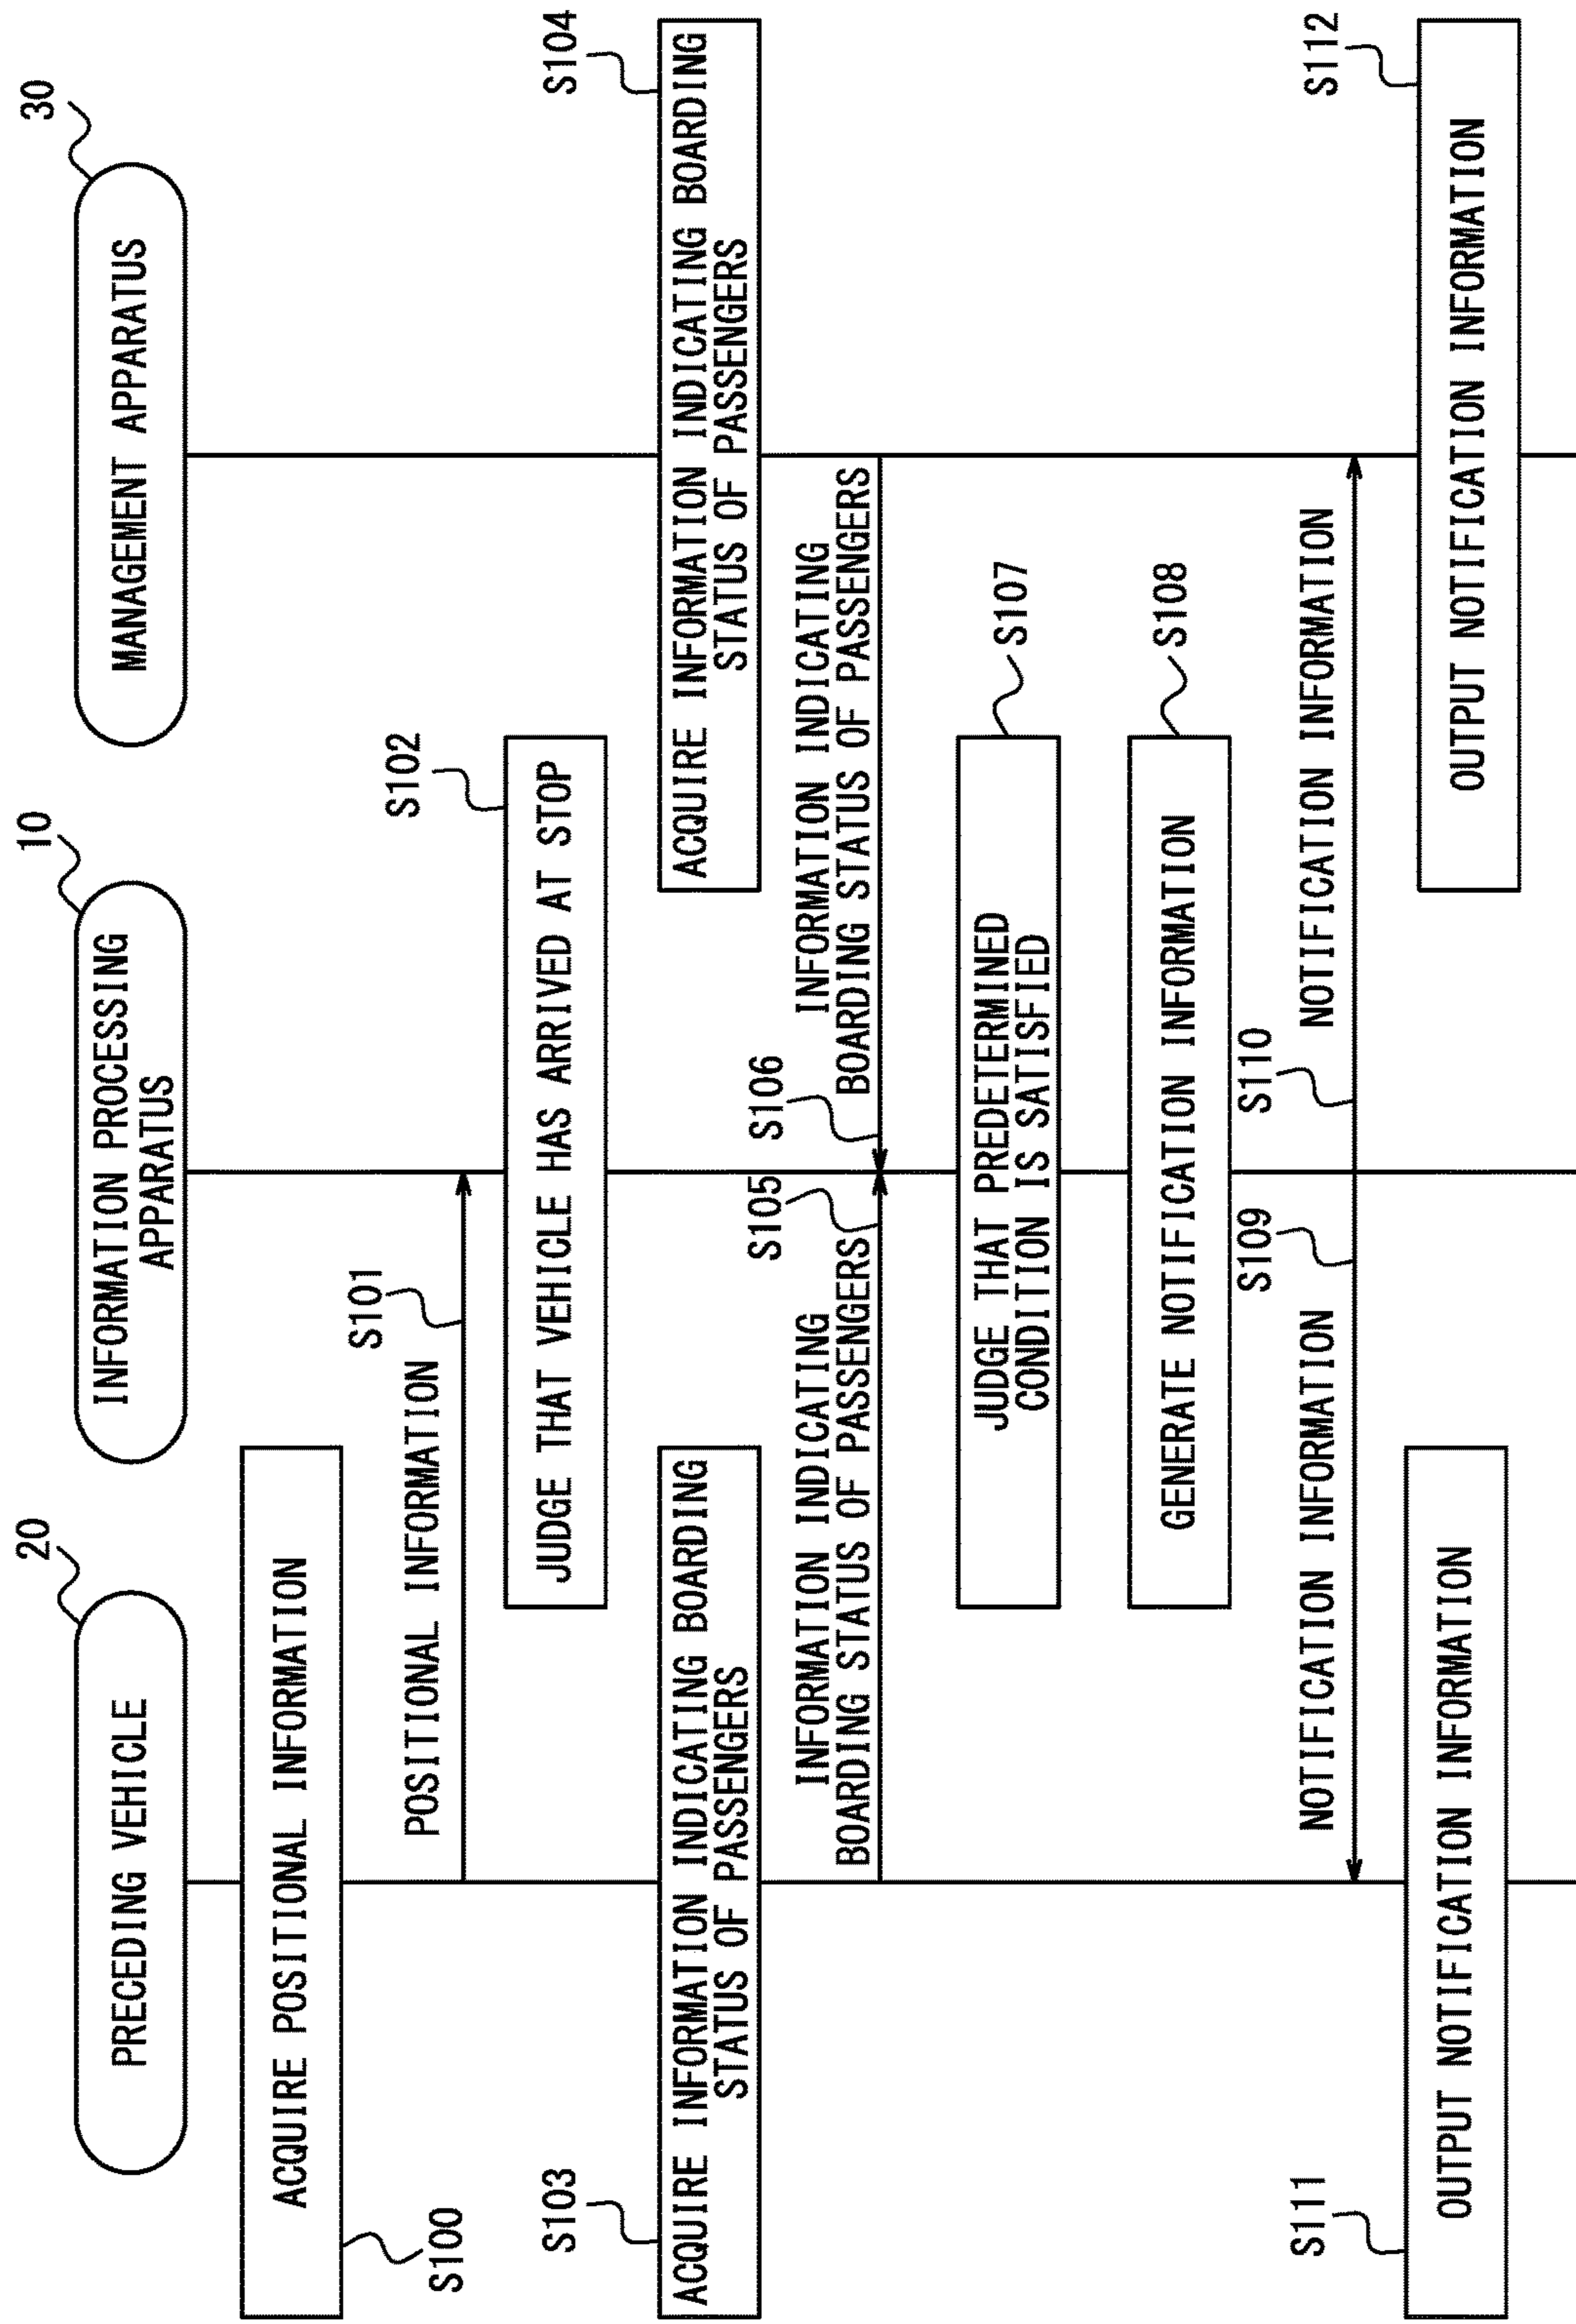 20
PRECEDING VEHICLE
10
INFORMATION PROCESSING
APPARATUS
30
MANAGEMENT APPARATUS
ACQUIRE POSITIONAL INFORMATION
S100
POSITIONAL INFORMATION
S101
S102
JUDGE THAT VEHICLE HAS ARRIVED AT STOP
S103
ACQUIRE INFORMATION INDICATING BOARDING
STATUS OF PASSENGERS
S104
ACQUIRE INFORMATION INDICATING BOARDING
STATUS OF PASSENGERS
INFORMATION INDICATING
BOARDING STATUS OF PASSENGERS
S105
S106
INFORMATION INDICATING
BOARDING STATUS OF PASSENGERS
JUDGE THAT PREDETERMINED
CONDITION IS SATISFIED
S107
GENERATE NOTIFICATION INFORMATION
S108
NOTIFICATION INFORMATION
S109
S110
NOTIFICATION INFORMATION
S111
OUTPUT NOTIFICATION INFORMATION
S112
OUTPUT NOTIFICATION INFORMATION